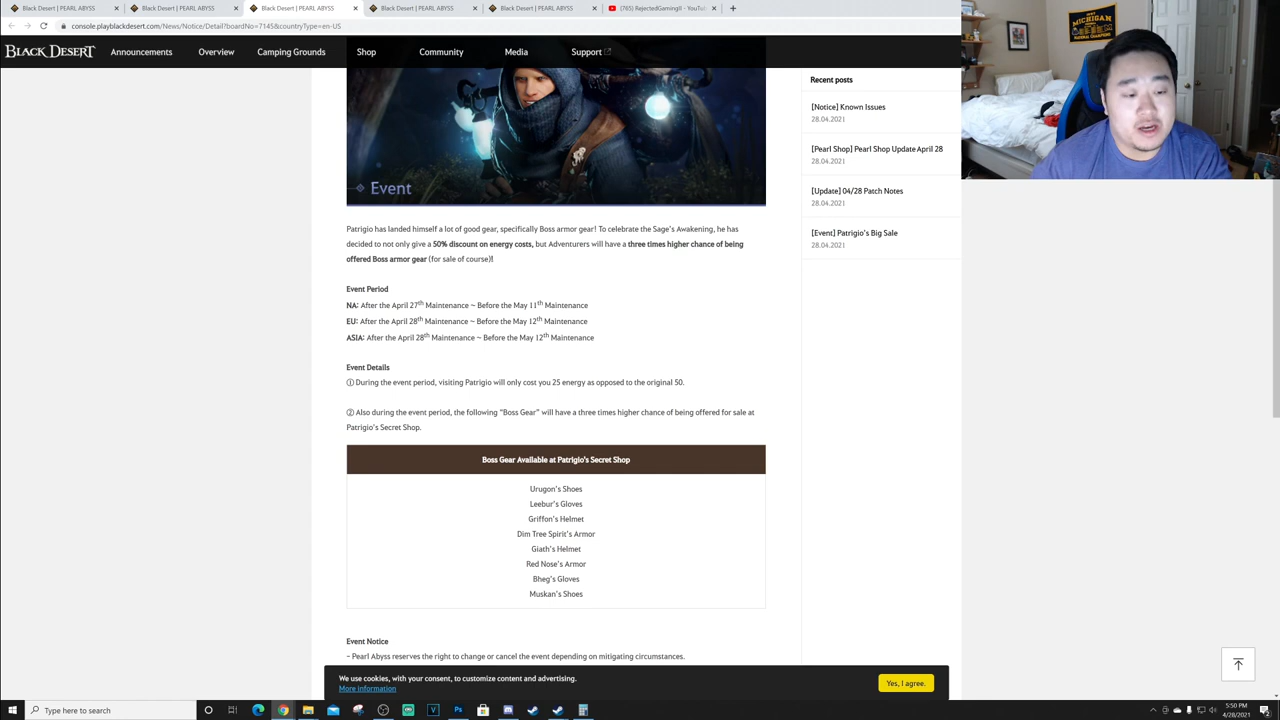 Black Desert | PEARL ABYSS
Black Desert | PEARL ABYSS
Black Desert | PEARL ABYSS
Black Desert | PEARL ABYSS
Black Desert | PEARL ABYSS
(765) RejectedGamingII - YouTub
console.playblackdesert.com/News/Notice/Detail?boardNo=7145&countryType=en-US
BLACK DESERT
Announcements
Overview
Camping Grounds
Shop
Community
Media
Support
MICHIGAN
Event
Patrigio has landed himself a lot of good gear, specifically Boss armor gear! To celebrate the Sage's Awakening, he has
decided to not only give a 50% discount on energy costs, but Adventurers will have a three times higher chance of being
offered Boss armor gear (for sale of course)!
Event Period
NA: After the April 27th Maintenance ~ Before the May 11th Maintenance
EU: After the April 28th Maintenance ~ Before the May 12th Maintenance
ASIA: After the April 28th Maintenance ~ Before the May 12th Maintenance
Event Details
① During the event period, visiting Patrigio will only cost you 25 energy as opposed to the original 50.
② Also during the event period, the following "Boss Gear" will have a three times higher chance of being offered for sale at
Patrigio's Secret Shop.
Boss Gear Available at Patrigio's Secret Shop
Urugon's Shoes
Leebur's Gloves
Griffon's Helmet
Dim Tree Spirit's Armor
Giath's Helmet
Red Nose's Armor
Bheg's Gloves
Muskan's Shoes
Event Notice
- Pearl Abyss reserves the right to change or cancel the event depending on mitigating circumstances.
Recent posts
[Notice] Known Issues
28.04.2021
[Pearl Shop] Pearl Shop Update April 28
28.04.2021
[Update] 04/28 Patch Notes
28.04.2021
[Event] Patrigio's Big Sale
28.04.2021
We use cookies, with your consent, to customize content and advertising.
More information
Yes, I agree.
Type here to search
5:50 PM
4/28/2021